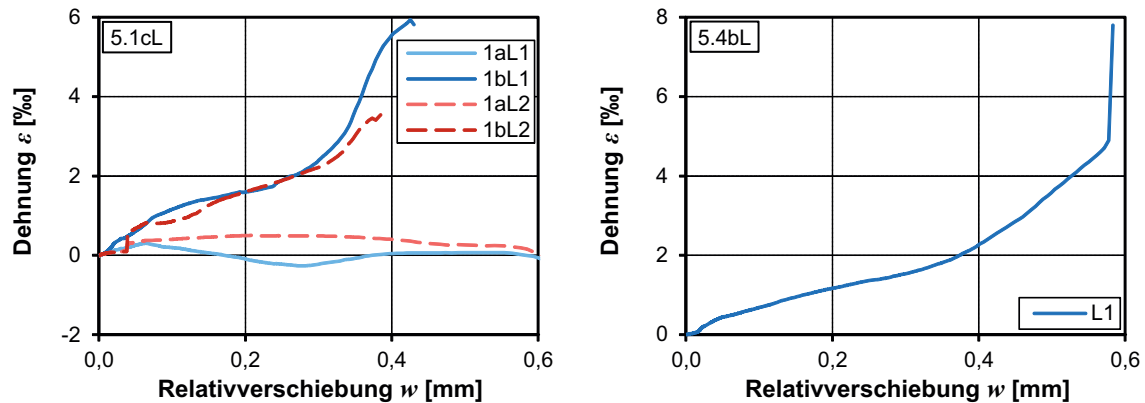 5.1cL
1aL1
1bL1
1aL2
1bL2
6
4
2
0
-2
0,0
0,2
0,4
0,6
Dehnung ε [‰]
Relativverschiebung w [mm]
5.4bL
L1
8
6
4
2
0
0,0
0,2
0,4
0,6
Dehnung ε [‰]
Relativverschiebung w [mm]